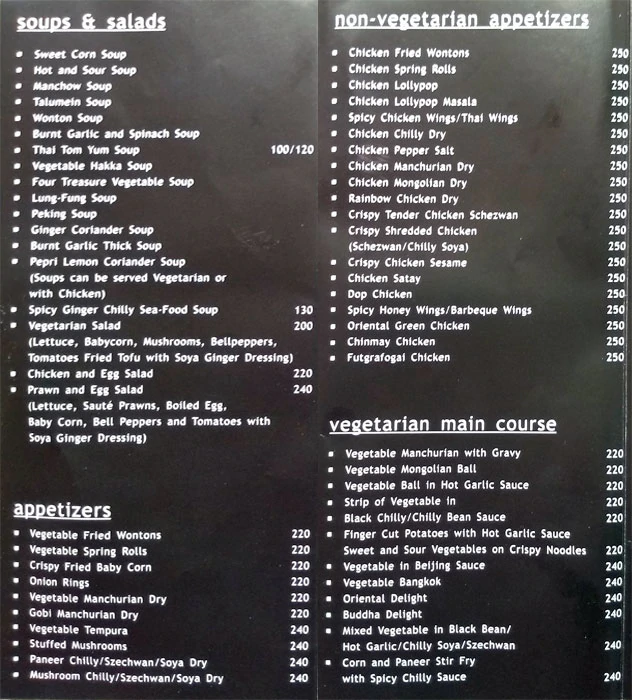 soups & salads
Sweet Corn Soup
Hot and Sour Soup
Manchow Soup
Talumein Soup
Wonton Soup
Burnt Garlic and Spinach Soup
Thai Tom Yum Soup 100/120
Vegetable Hakka Soup
Four Treasure Vegetable Soup
Lung-Fung Soup
Peking Soup
Ginger Coriander Soup
Burnt Garlic Thick Soup
Pepri Lemon Coriander Soup
(Soups can be served Vegetarian or
with Chicken)
Spicy Ginger Chilly Sea-Food Soup 130
Vegetarian Salad 200
(Lettuce, Babycorn, Mushrooms, Bellpeppers,
Tomatoes Fried Tofu with Soya Ginger Dressing)
Chicken and Egg Salad 220
Prawn and Egg Salad 240
(Lettuce, Sauté Prawns, Boiled Egg,
Baby Corn, Bell Peppers and Tomatoes with
Soya Ginger Dressing)
appetizers
Vegetable Fried Wontons 220
Vegetable Spring Rolls 220
Crispy Fried Baby Corn 220
Onion Rings 220
Vegetable Manchurian Dry 220
Gobi Manchurian Dry 220
Vegetable Tempura 240
Stuffed Mushrooms 240
Paneer Chilly/Szechwan/Soya Dry 240
Mushroom Chilly/Szechwan/Soya Dry 240
non-vegetarian appetizers
Chicken Fried Wontons 250
Chicken Spring Rolls 250
Chicken Lollypop 250
Chicken Lollypop Masala 250
Spicy Chicken Wings/Thai Wings 250
Chicken Chilly Dry 250
Chicken Pepper Salt 250
Chicken Manchurian Dry 250
Chicken Mongolian Dry 250
Rainbow Chicken Dry 250
Crispy Tender Chicken Schezwan 250
Crispy Shredded Chicken 250
(Schezwan/Chilly Soya) 250
Crispy Chicken Sesame 250
Chicken Satay 250
Dop Chicken 250
Spicy Honey Wings/Barbeque Wings 250
Oriental Green Chicken 250
Chinmay Chicken 250
Futgrafogai Chicken 250
vegetarian main course
Vegetable Manchurian with Gravy 220
Vegetable Mongolian Ball 220
Vegetable Ball in Hot Garlic Sauce 220
Strip of Vegetable in 220
Black Chilly/Chilly Bean Sauce 220
Finger Cut Potatoes with Hot Garlic Sauce
Sweet and Sour Vegetables on Crispy Noodles 220
Vegetable in Beijing Sauce 240
Vegetable Bangkok 240
Oriental Delight 240
Buddha Delight 240
Mixed Vegetable in Black Bean/
Hot Garlic/Chilly Soya/Szechwan 240
Corn and Paneer Stir Fry
with Spicy Chilly Sauce 240